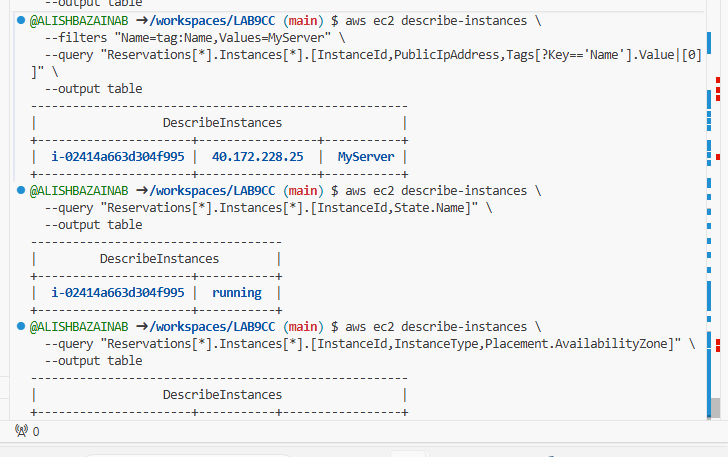 --output table
@ALISHBAZAINAB ➜/workspaces/LAB9CC (main) $ aws ec2 describe-instances \
--filters "Name=tag:Name,Values=MyServer" \
--query "Reservations[*].Instances[*].[InstanceId,PublicIpAddress,Tags[?Key=='Name'].Value|[0]
]" \
--output table
-----------------------------------------------------
|                  DescribeInstances                 |
+----------------------+-----------------+-----------+
|  i-02414a663d304f995 |  40.172.228.25  |  MyServer |
+----------------------+-----------------+-----------+
@ALISHBAZAINAB ➜/workspaces/LAB9CC (main) $ aws ec2 describe-instances \
--query "Reservations[*].Instances[*].[InstanceId,State.Name]" \
--output table
-----------------------------------
|         DescribeInstances        |
+----------------------+-----------+
|  i-02414a663d304f995 |  running  |
+----------------------+-----------+
@ALISHBAZAINAB ➜/workspaces/LAB9CC (main) $ aws ec2 describe-instances \
--query "Reservations[*].Instances[*].[InstanceId,InstanceType,Placement.AvailabilityZone]" \
--output table
-----------------------------------------------------
|                  DescribeInstances                 |
+----------------------+-----------+-----------------+
0